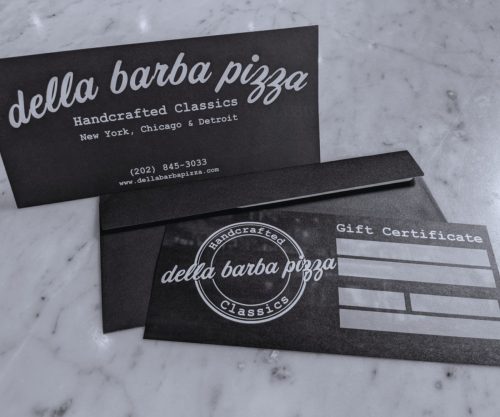 della barba pizza
Handcrafted Classics
New York, Chicago & Detroit
(202) 845-3033
www.dellabarbapizza.com
Gift Certificate
Handcrafted
della barba pizza
Classics